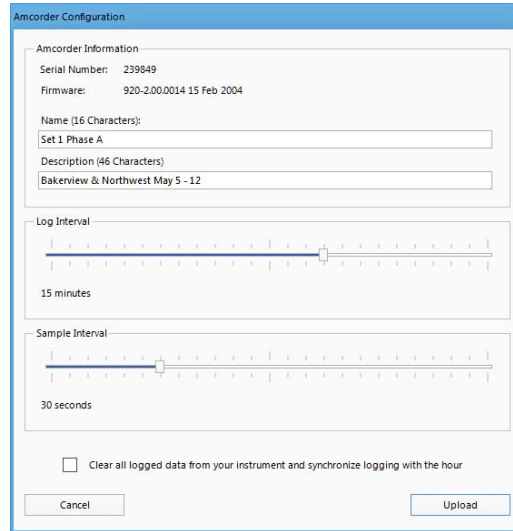 Amcorder Configuration
Amcorder Information
Serial Number: 239849
Firmware: 920-2.00.0014 15 Feb 2004
Name (16 Characters):
Set 1 Phase A
Description (46 Characters)
Bakerview & Northwest May 5 - 12
Log Interval
15 minutes
Sample Interval
30 seconds
Clear all logged data from your instrument and synchronize logging with the hour
Cancel Upload